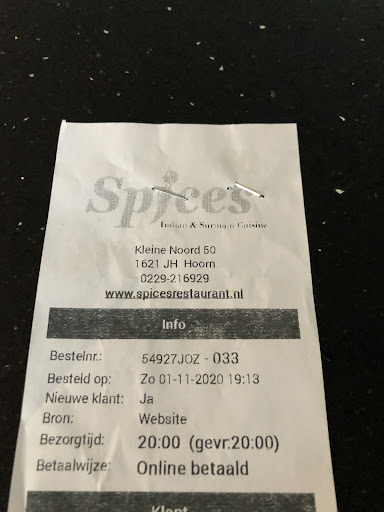 Spices
Indian & Surinam Cuisine
Kleine Noord 50
1621 JH Hoorn
0229-216929
www.spicesrestaurant.nl
Info
Bestelnr.: 54927JOZ - 033
Besteld op: Zo 01-11-2020 19:13
Nieuwe klant: Ja
Bron: Website
Bezorgtijd: 20:00 (gevr.20:00)
Betaalwijze: Online betaald
Klant